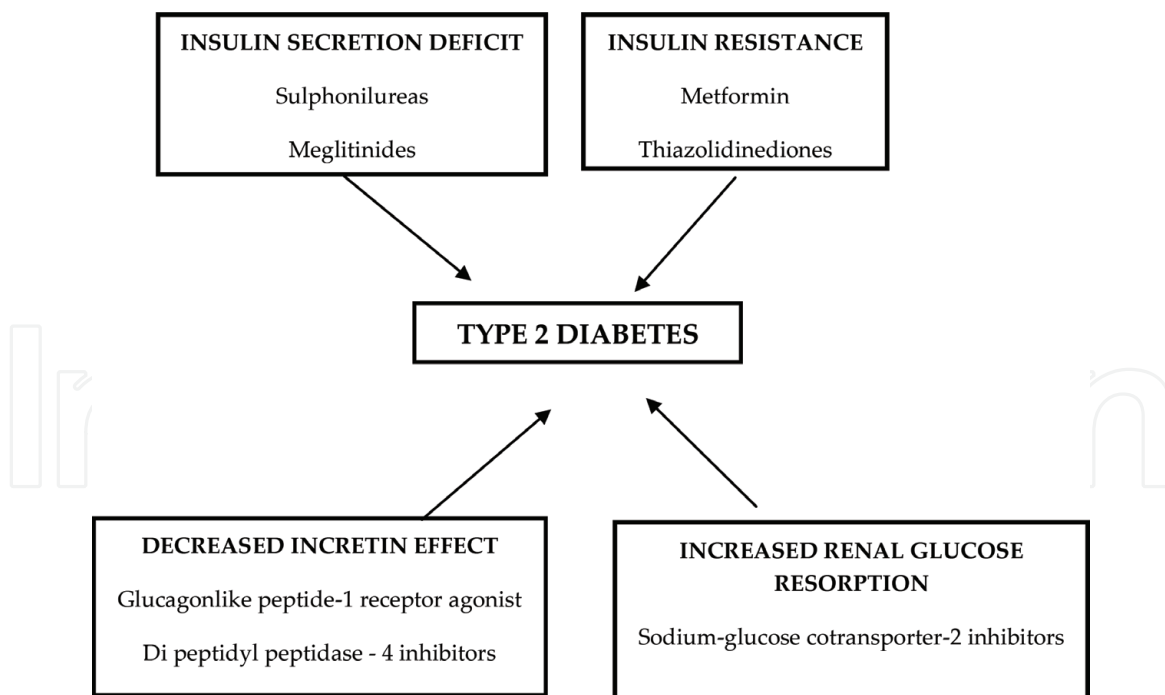 INSULIN SECRETION DEFICIT
Sulphonilureas
Meglitinides
INSULIN RESISTANCE
Metformin
Thiazolidinediones
TYPE 2 DIABETES
DECREASED INCRETIN EFFECT
Glucagonlike peptide-1 receptor agonist
Di peptidyl peptidase - 4 inhibitors
INCREASED RENAL GLUCOSE
RESORPTION
Sodium-glucose cotransporter-2 inhibitors